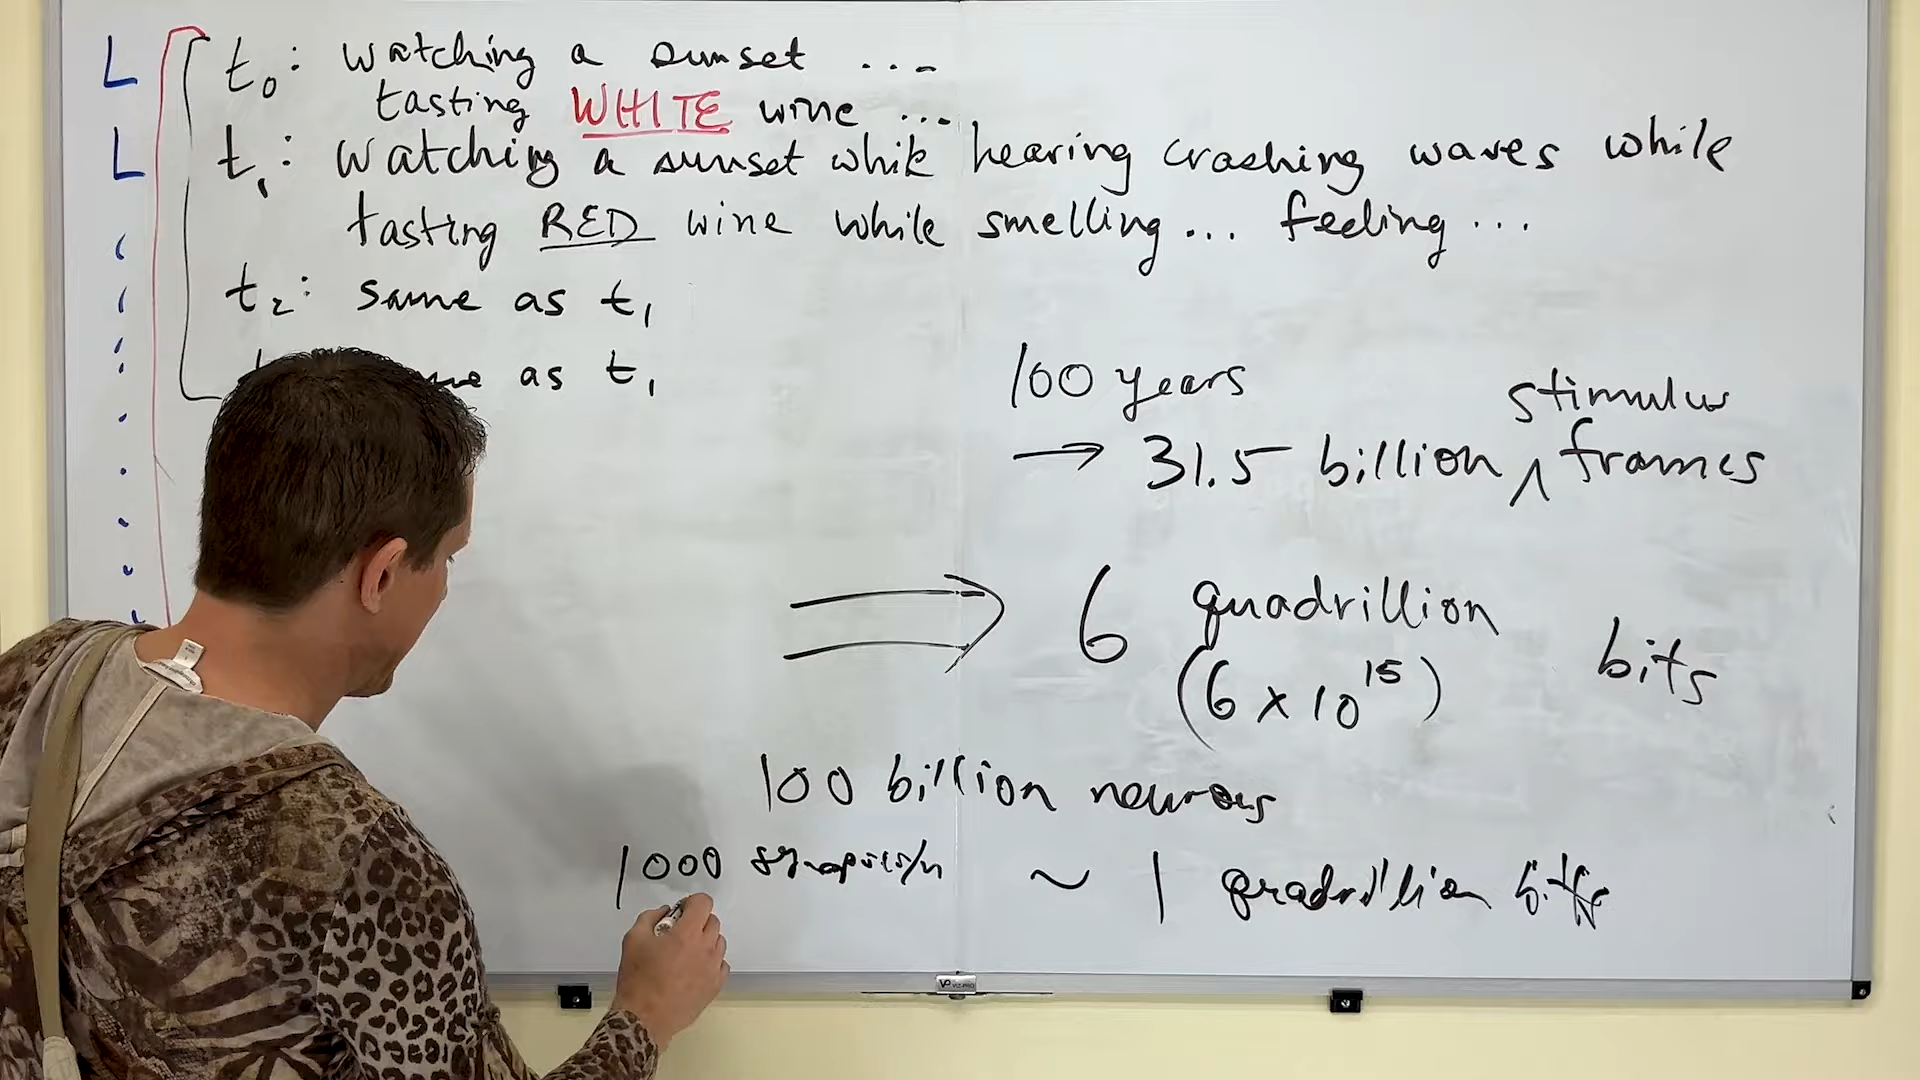 L t₀: watching a sunset ...
tasting WHITE wine ...
L t₁: watching a sunset while hearing crashing waves while
tasting RED wine while smelling... feeling...
t₂: same as t₁
as t₁
100 years
→ 31.5 billion ∧ frames
stimulus
⇒ 6 quadrillion bits
(6 x 10¹⁵)
100 billion neurons
1000 synapses/n ~ 1 quadrillion bits
VIZ-PRO